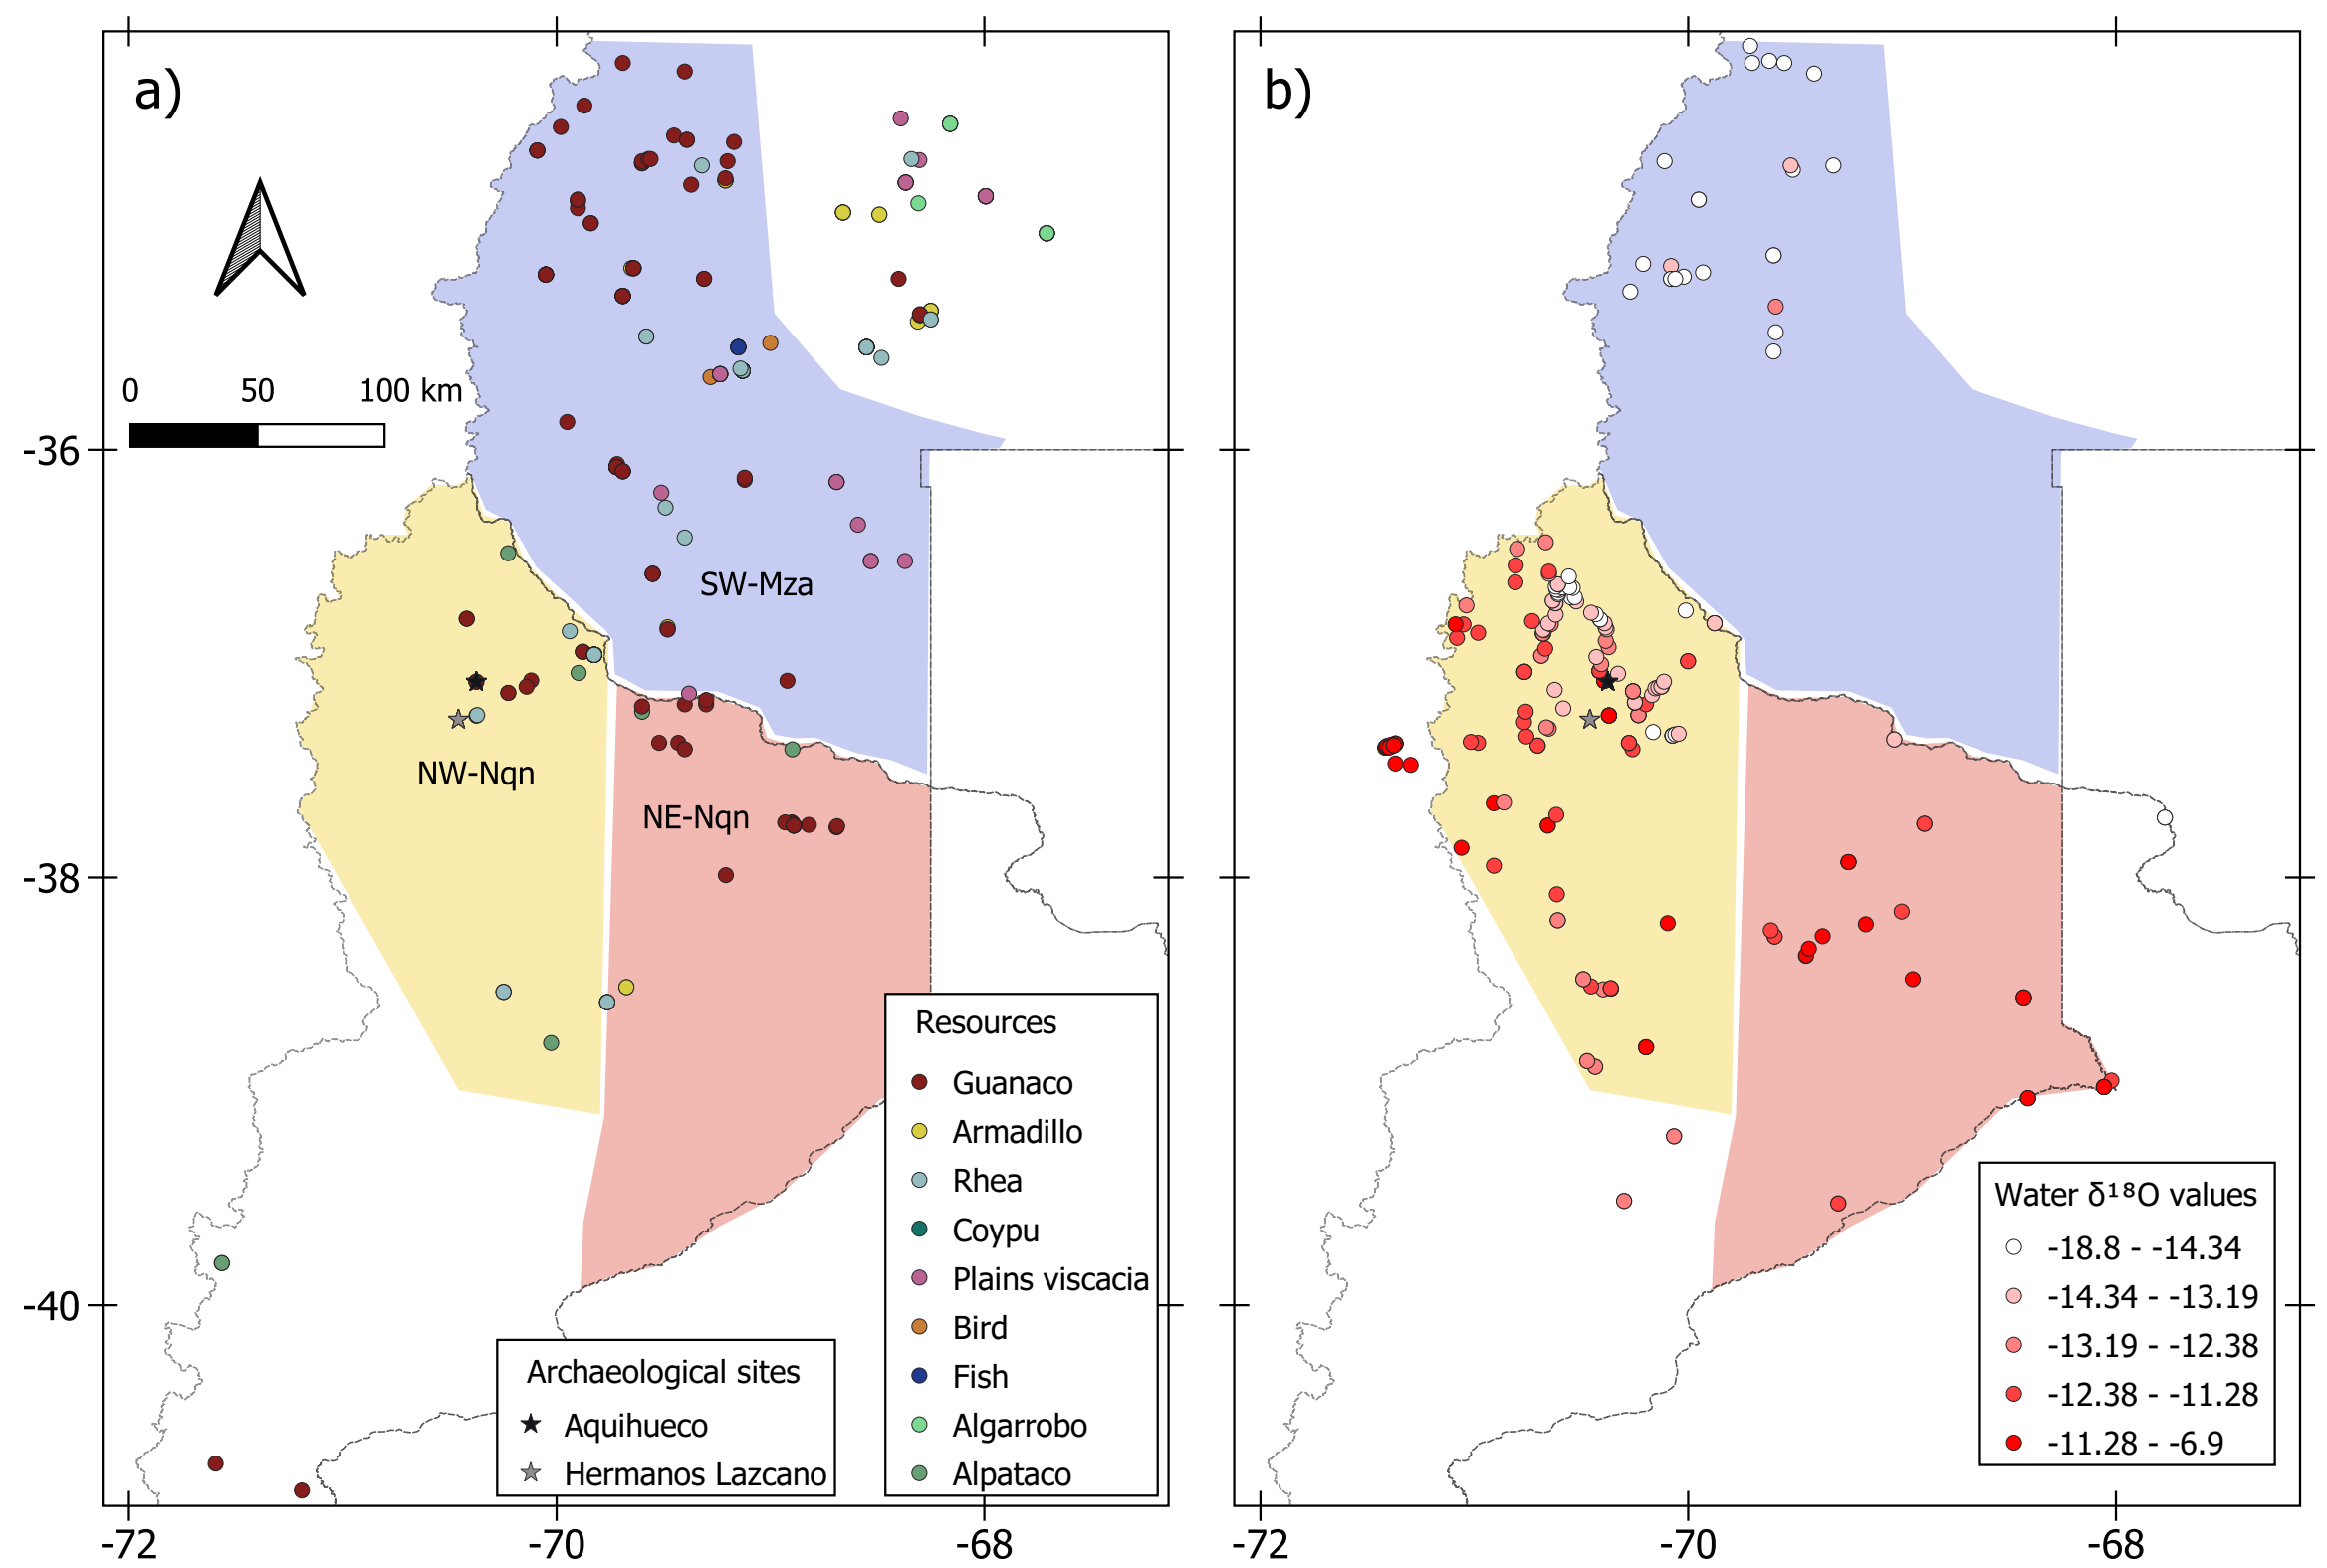 a)
0 50 100 km
-36
-38
-40
-72 -70 -68
SW-Mza
NW-Nqn
NE-Nqn
Archaeological sites
Aquihueco
Hermanos Lazcano
Resources
Guanaco
Armadillo
Rhea
Coypu
Plains viscacia
Bird
Fish
Algarrobo
Alpataco
b)
Water δ¹⁸O values
-18.8 - -14.34
-14.34 - -13.19
-13.19 - -12.38
-12.38 - -11.28
-11.28 - -6.9
-72 -70 -68